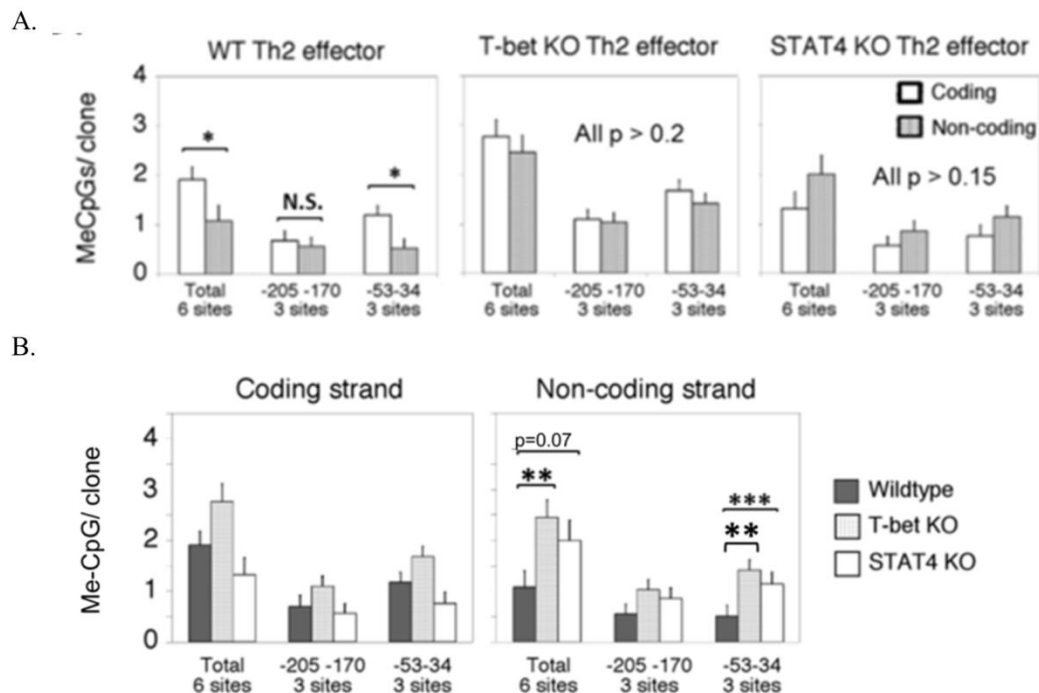 A.
WT Th2 effector
T-bet KO Th2 effector
STAT4 KO Th2 effector
MeCpGs/ clone
4
3
2
1
0
*
N.S.
*
Total
6 sites
-205 -170
3 sites
-53-34
3 sites
All p > 0.2
Total
6 sites
-205 -170
3 sites
-53-34
3 sites
Coding
Non-coding
All p > 0.15
Total
6 sites
-205 -170
3 sites
-53-34
3 sites
B.
Coding strand
Non-coding strand
Me-CpG/ clone
4
3
2
1
0
Total
6 sites
-205 -170
3 sites
-53-34
3 sites
p=0.07
**
***
**
Total
6 sites
-205 -170
3 sites
-53-34
3 sites
Wildtype
T-bet KO
STAT4 KO